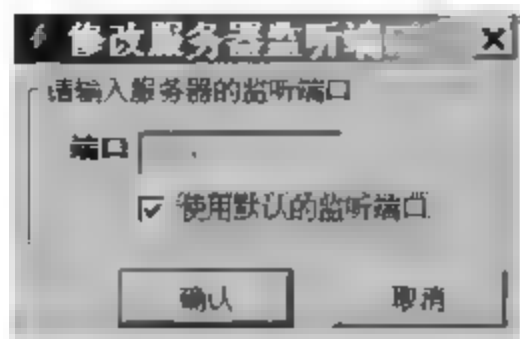 修改服务器监听端
请输入服务器的监听端口
端口
使用默认的监听端口
确认
取消